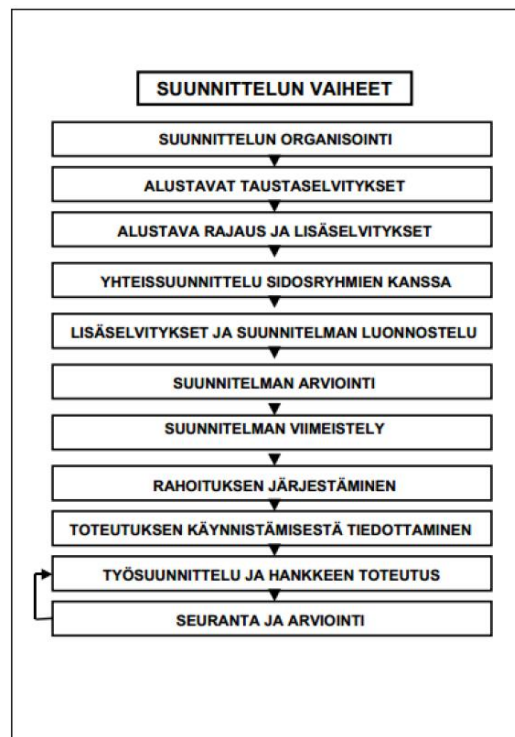 SUUNNITTELUN VAIHEET
SUUNNITTELUN ORGANISOINTI
ALUSTAVAT TAUSTASELVITYKSET
ALUSTAVA RAJAUS JA LISÄSELVITYKSET
YHTEISSUUNNITTELU SIDOSRYHMIEN KANSSA
LISÄSELVITYKSET JA SUUNNITELMAN LUONNOSTELU
SUUNNITELMAN ARVIOINTI
SUUNNITELMAN VIIMEISTELY
RAHOITUKSEN JÄRJESTÄMINEN
TOTEUTUKSEN KÄYNNISTÄMISESTÄ TIEDOTTAMINEN
TYÖSUUNNITTELU JA HANKKEEN TOTEUTUS
SEURANTA JA ARVIOINTI